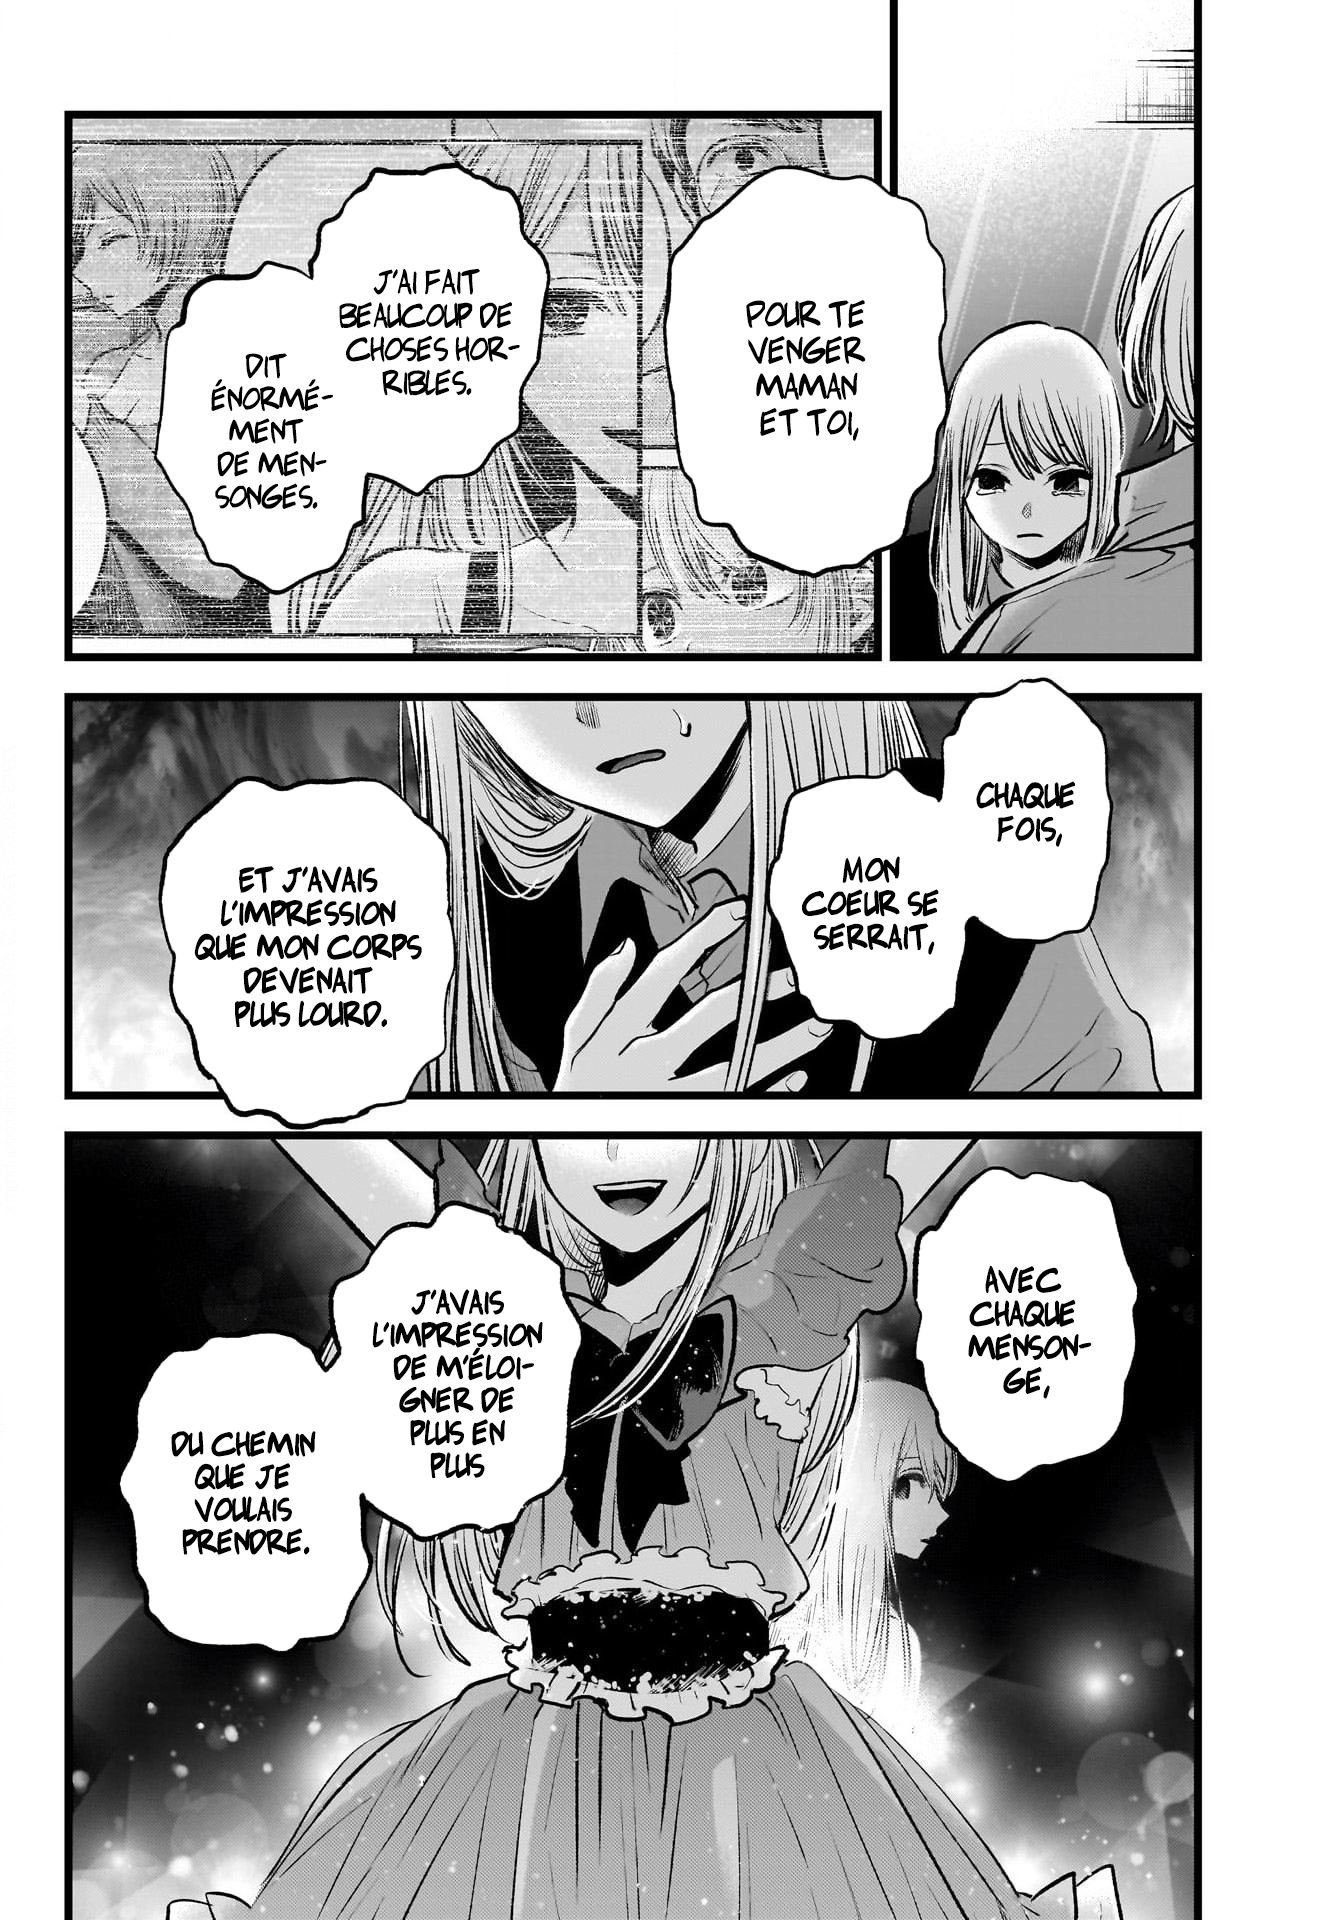 POUR TE
VENGER
MAMAN
ET TOI,
J'AI FAIT
BEAUCOUP DE
CHOSES HOR-
RIBLES.
DIT
ÉNORMÉ-
MENT
DE MEN-
SONGES.
CHAQUE
FOIS,
MON
COEUR SE
SERRAIT,
ET J'AVAIS
L'IMPRESSION
QUE MON CORPS
DEVENAIT
PLUS LOURD.
AVEC
CHAQUE
MENSON-
GE,
J'AVAIS
L'IMPRESSION
DE M'ÉLOI-
GNER DE
PLUS EN
PLUS
DU CHEMIN
QUE JE
VOULAIS
PRENDRE.